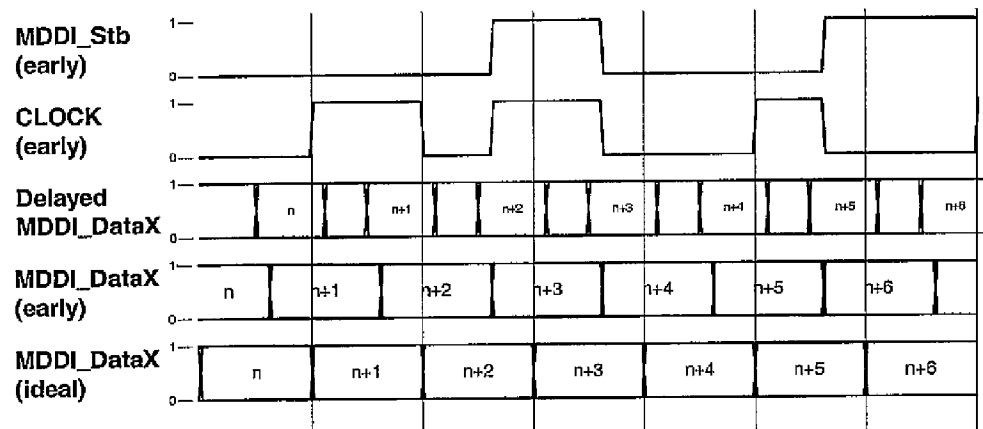 MDDI_Stb
(early)
1
0
CLOCK
(early)
1
0
Delayed
MDDI_DataX
1
0
n n+1 n+2 n+3 n+4 n+5 n+6
MDDI_DataX
(early)
1
0
n n+1 n+2 n+3 n+4 n+5 n+6
MDDI_DataX
(ideal)
1
0
n n+1 n+2 n+3 n+4 n+5 n+6